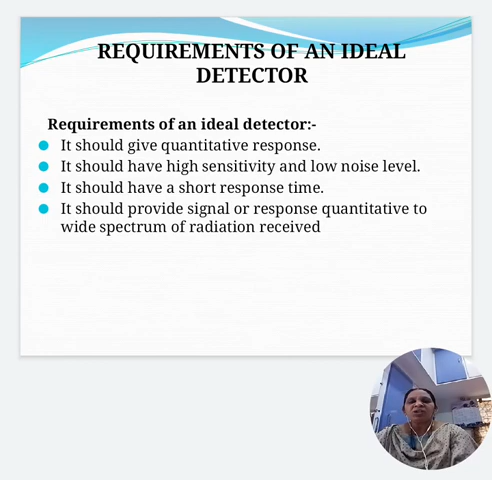 REQUIREMENTS OF AN IDEAL
DETECTOR
Requirements of an ideal detector:-
It should give quantitative response.
It should have high sensitivity and low noise level.
It should have a short response time.
It should provide signal or response quantitative to
wide spectrum of radiation received